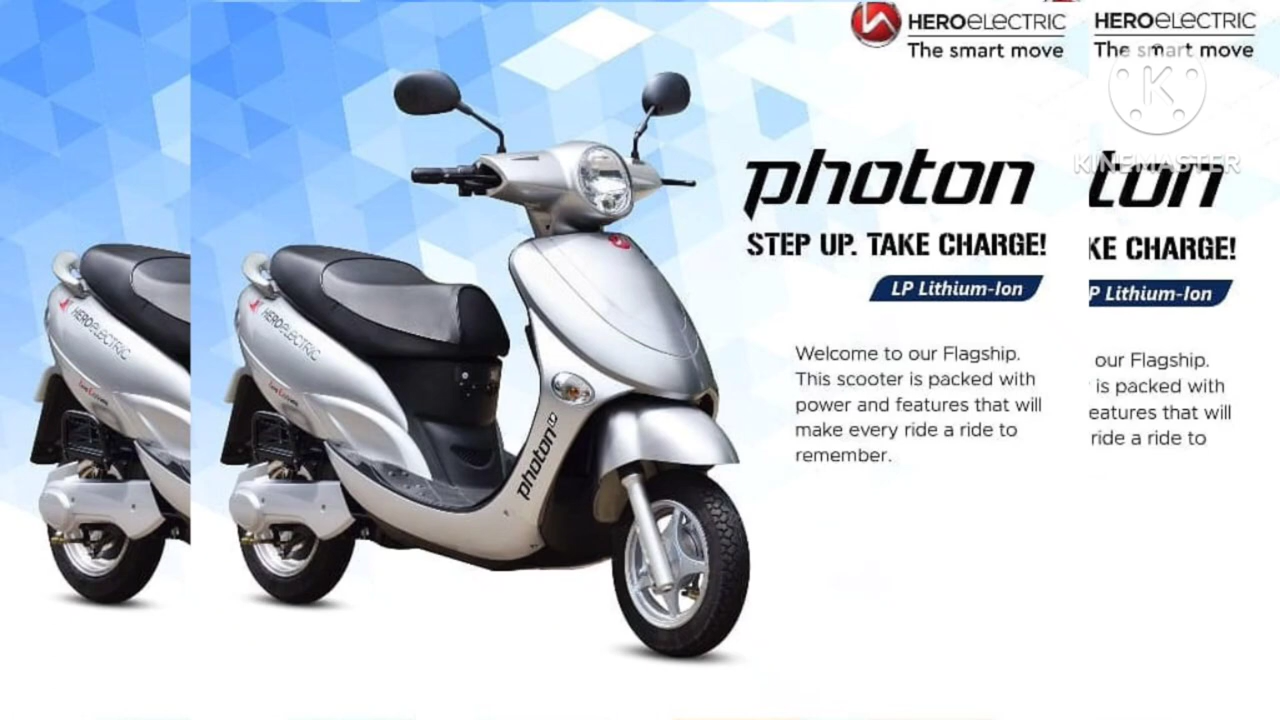 HEROELECTRIC
The smart move
HEROELECTRIC
The smart move
KINEMASTER
photon
ton
STEP UP. TAKE CHARGE!
KE CHARGE!
LP Lithium-Ion
P Lithium-Ion
Welcome to our Flagship.
This scooter is packed with
power and features that will
make every ride a ride to
remember.
our Flagship.
is packed with
eatures that will
ride a ride to
HEROELECTRIC
HEROELECTRIC
photon LP